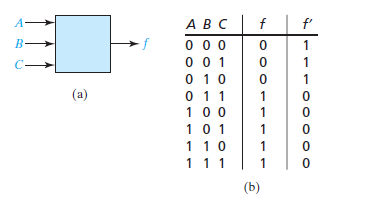 A
B
C
f
(a)
A B C f f'
0 0 0 0 1
0 0 1 0 1
0 1 0 0 1
0 1 1 1 0
1 0 0 1 0
1 0 1 1 0
1 1 0 1 0
1 1 1 1 0
(b)